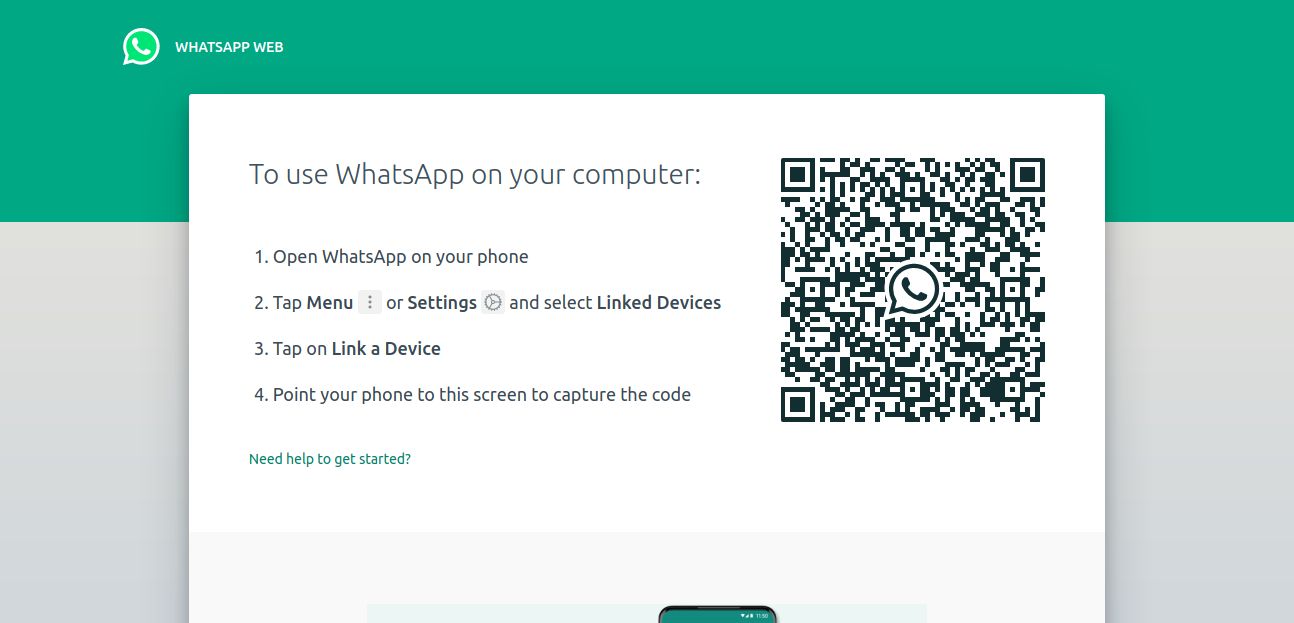 WHATSAPP WEB
To use WhatsApp on your computer:
1. Open WhatsApp on your phone
2. Tap Menu or Settings and select Linked Devices
3. Tap on Link a Device
4. Point your phone to this screen to capture the code
Need help to get started?
11:50